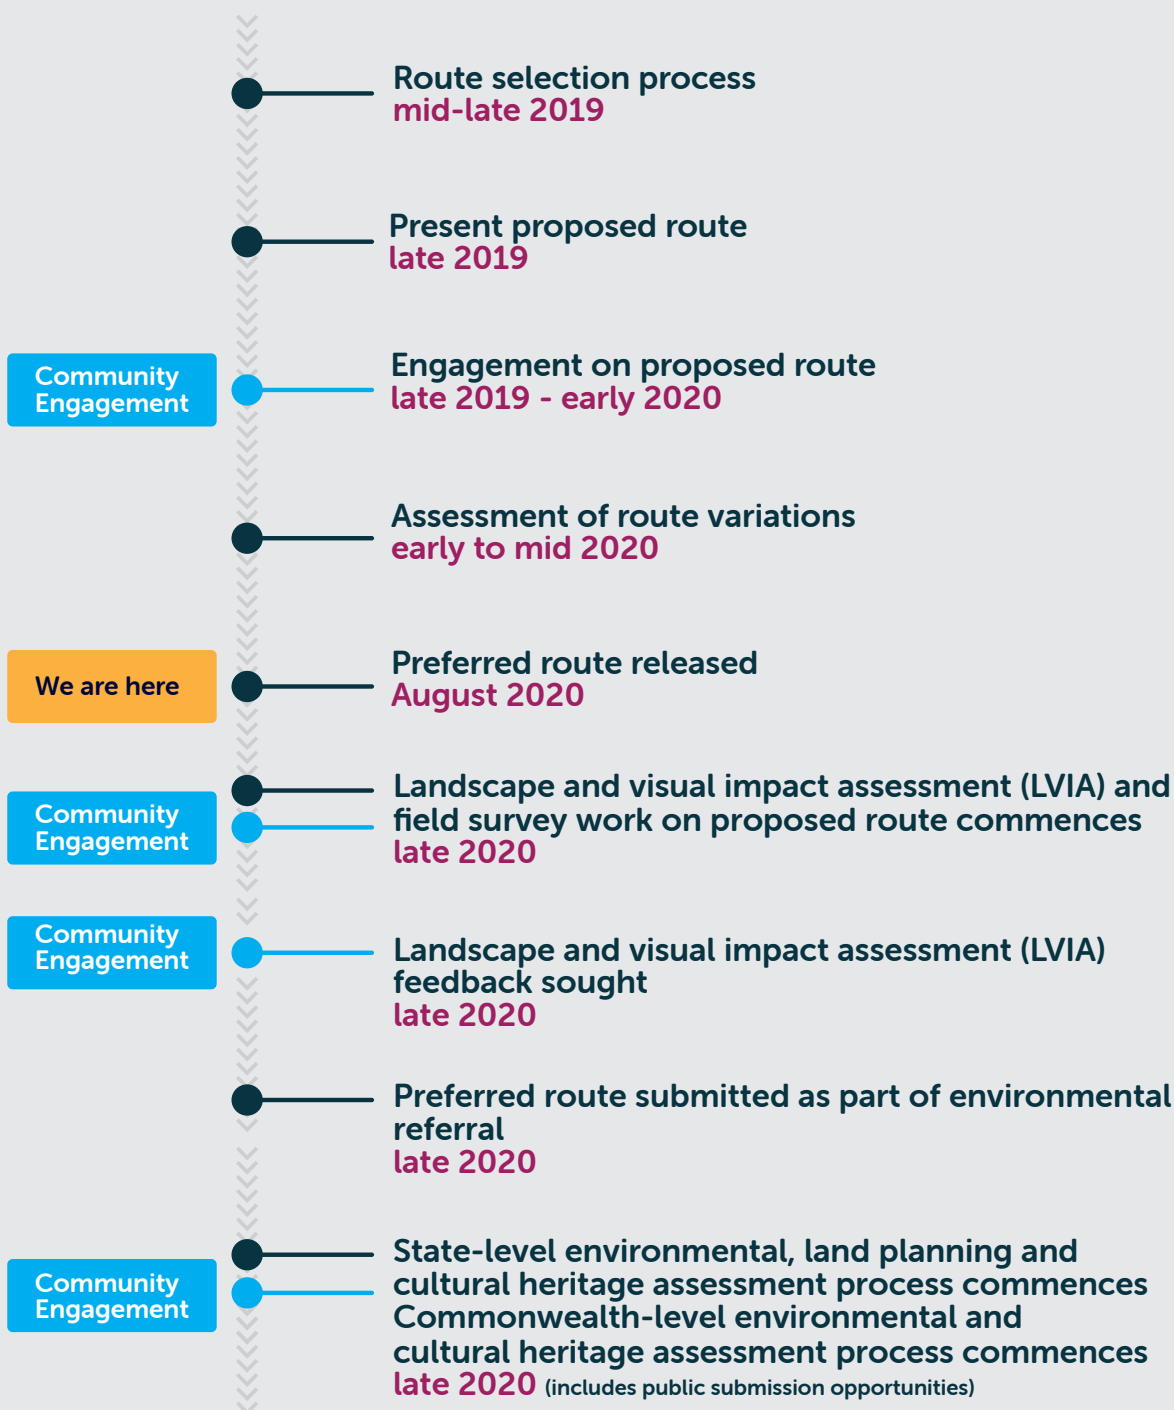 Route selection process
mid-late 2019
Present proposed route
late 2019
Community
Engagement
Engagement on proposed route
late 2019 - early 2020
Assessment of route variations
early to mid 2020
We are here
Preferred route released
August 2020
Community
Engagement
Landscape and visual impact assessment (LVIA) and
field survey work on proposed route commences
late 2020
Community
Engagement
Landscape and visual impact assessment (LVIA)
feedback sought
late 2020
Preferred route submitted as part of environmental
referral
late 2020
Community
Engagement
State-level environmental, land planning and
cultural heritage assessment process commences
Commonwealth-level environmental and
cultural heritage assessment process commences
late 2020 (includes public submission opportunities)